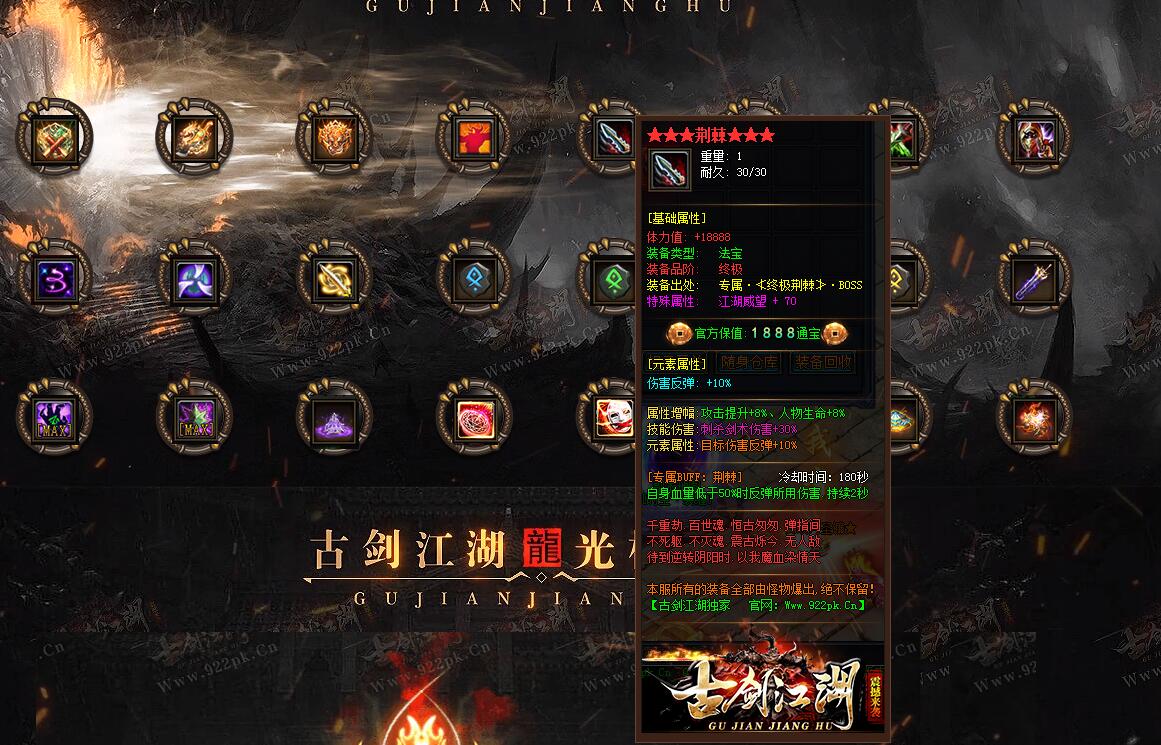 GUJIANJIANGHU
★★★荆棘★★★
重量: 1
耐久: 30/30
[基础属性]
体力值: +18888
装备类型: 法宝
装备品阶: 终极
装备出处: 专属·≮终极荆棘≯·BOSS
特殊属性: 江湖威望 + 70
官方保值:1888通宝
[元素属性]
随身仓库 装备回收
伤害反弹: +10%
属性增幅:攻击提升+8%、人物生命+8%
技能伤害:刺杀剑术伤害+30%
元素属性:目标伤害反弹+10%
[专属BUFF: 荆棘] 冷却时间: 180秒
自身血量低于50%时反弹所用伤害 持续2秒
千重劫.百世魂.恒古匆匆.弹指间
不死躯.不灭魂.震古烁今.无人敌
待到逆转阴阳时.以我魔血染情天
本服所有的装备全部由怪物爆出,绝不保留!
【古剑江湖独家 官网: Www.922pk.Cn】
[MAX]
[MAX]
古剑江湖龍光
GUJIANJIAN
古剑江湖
震撼来袭
GU JIAN JIANG HU
Www.922pk.Cn